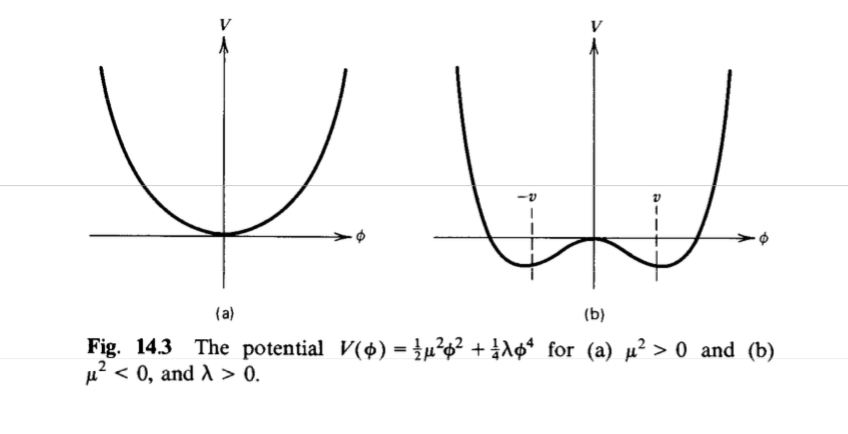 V
V
−v
v
ϕ
ϕ
(a)
(b)
Fig. 14.3 The potential V(ϕ) = ½μ²ϕ² + ¼λϕ⁴ for (a) μ² > 0 and (b)
μ² < 0, and λ > 0.